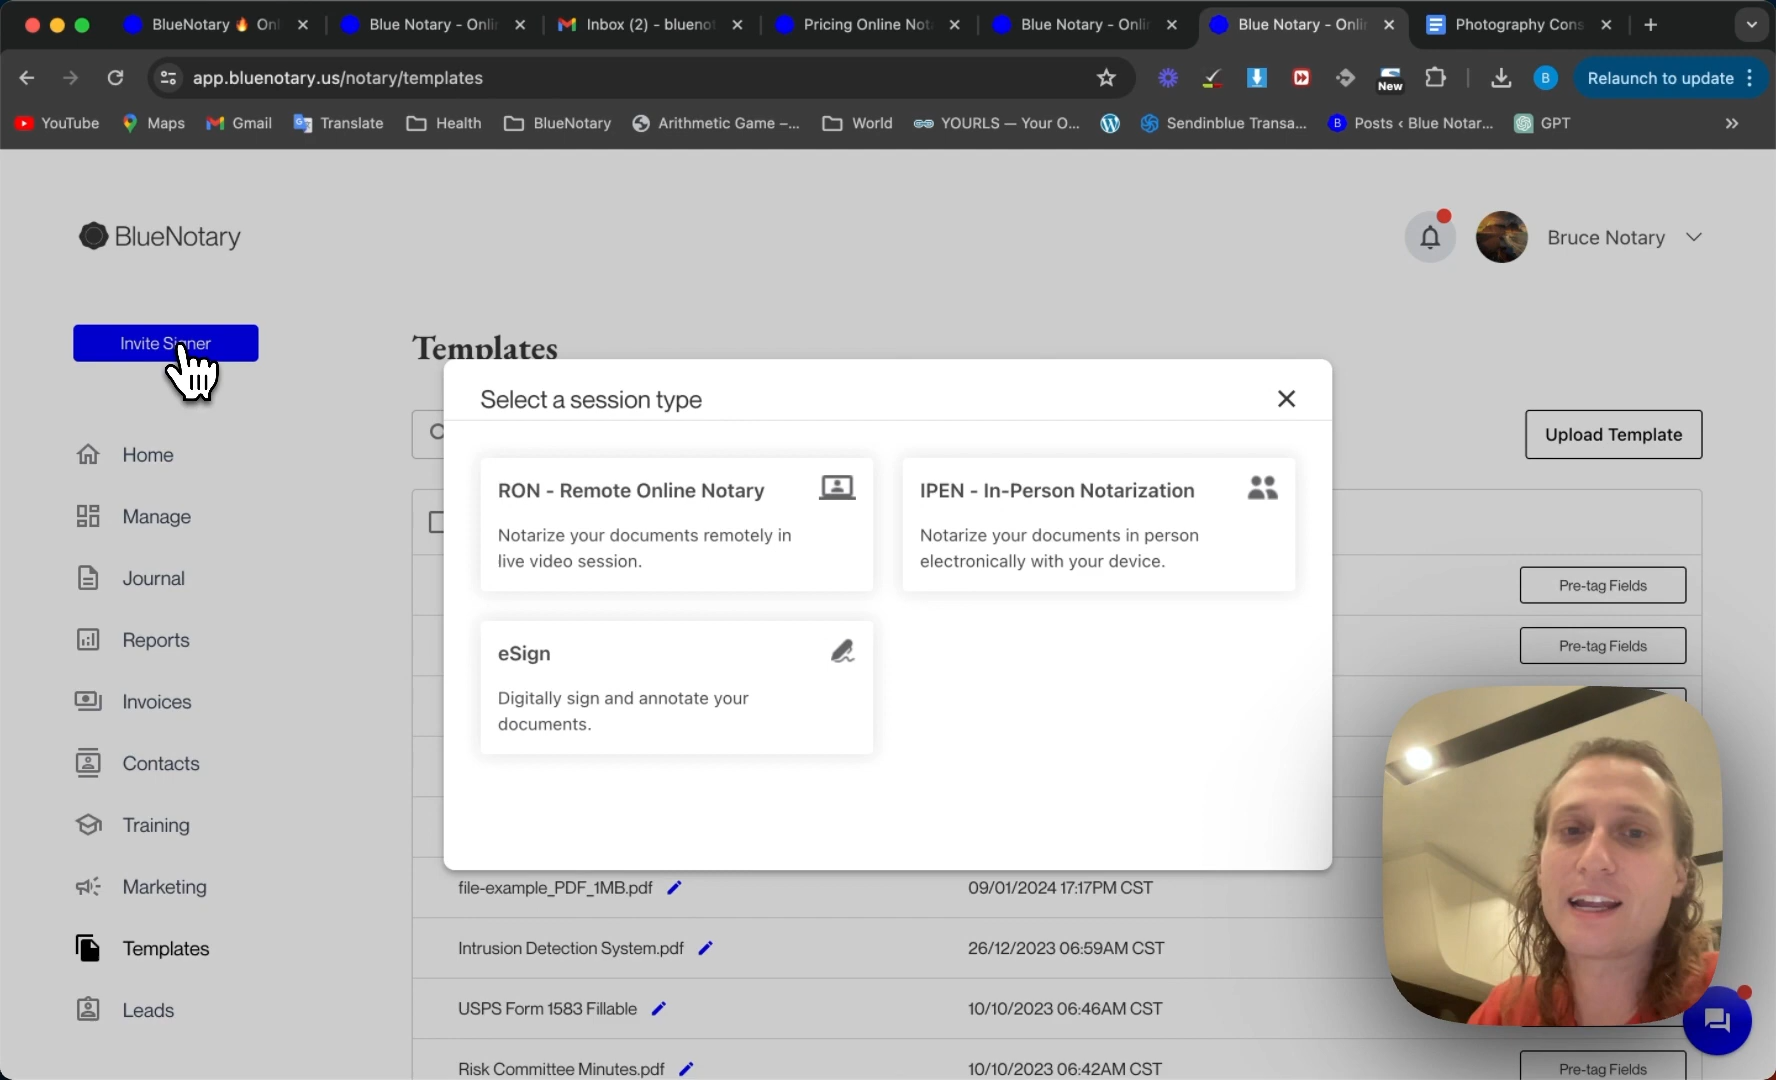 BlueNotary 🔥 Onl
Blue Notary - Onlin
Inbox (2) - bluenot
Pricing Online Not
Blue Notary - Onlin
Blue Notary - Onlin
Photography Cons
app.bluenotary.us/notary/templates
New
B
Relaunch to update
YouTube
Maps
Gmail
Translate
Health
BlueNotary
Arithmetic Game –...
World
YOURLS — Your O...
Sendinblue Transa...
B
Posts ‹ Blue Notar...
GPT
BlueNotary
Bruce Notary
Invite Signer
Home
Manage
Journal
Reports
Invoices
Contacts
Training
Marketing
Templates
Leads
Templates
Upload Template
Select a session type
RON - Remote Online Notary
Notarize your documents remotely in
live video session.
IPEN - In-Person Notarization
Notarize your documents in person
electronically with your device.
eSign
Digitally sign and annotate your
documents.
Pre-tag Fields
Pre-tag Fields
file-example_PDF_1MB.pdf
09/01/2024 17:17PM CST
Intrusion Detection System.pdf
26/12/2023 06:59AM CST
USPS Form 1583 Fillable
10/10/2023 06:46AM CST
Risk Committee Minutes.pdf
10/10/2023 06:42AM CST
Pre-tag Fields